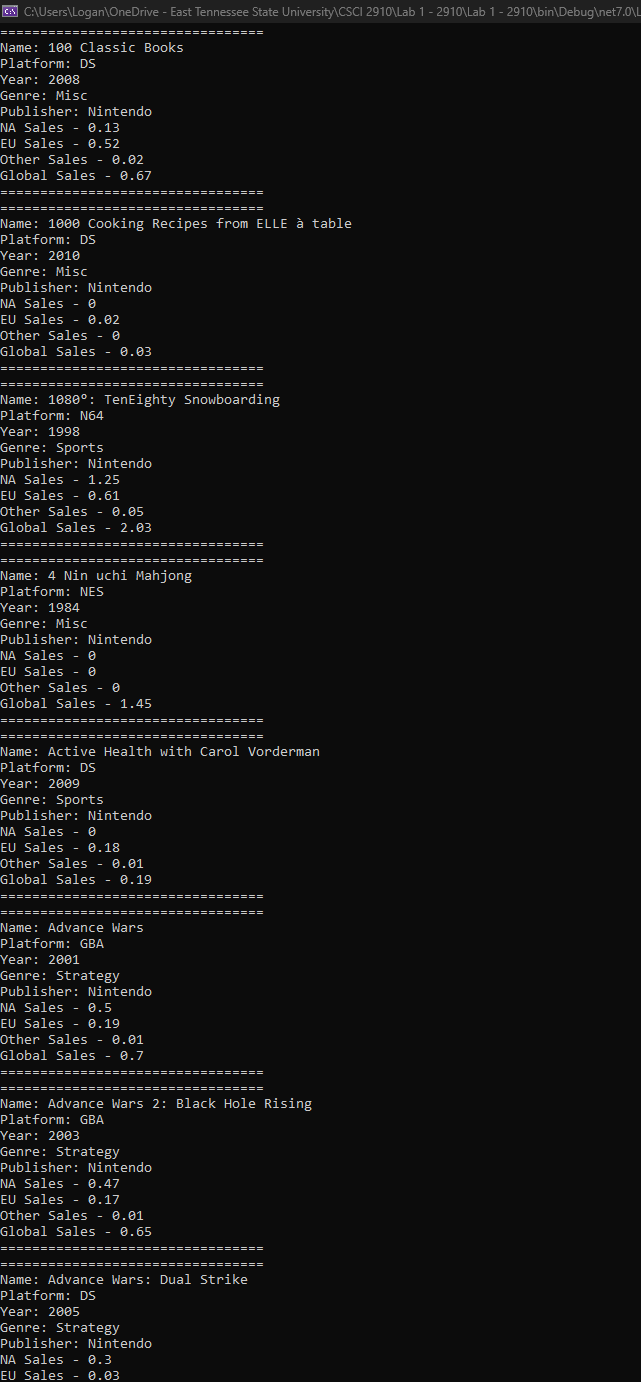 C:\Users\Logan\OneDrive - East Tennessee State University\CSCI 2910\Lab 1 - 2910\Lab 1 - 2910\bin\Debug\net7.0\L
=================================
Name: 100 Classic Books
Platform: DS
Year: 2008
Genre: Misc
Publisher: Nintendo
NA Sales - 0.13
EU Sales - 0.52
Other Sales - 0.02
Global Sales - 0.67
=================================
=================================
Name: 1000 Cooking Recipes from ELLE à table
Platform: DS
Year: 2010
Genre: Misc
Publisher: Nintendo
NA Sales - 0
EU Sales - 0.02
Other Sales - 0
Global Sales - 0.03
=================================
=================================
Name: 1080°: TenEighty Snowboarding
Platform: N64
Year: 1998
Genre: Sports
Publisher: Nintendo
NA Sales - 1.25
EU Sales - 0.61
Other Sales - 0.05
Global Sales - 2.03
=================================
=================================
Name: 4 Nin uchi Mahjong
Platform: NES
Year: 1984
Genre: Misc
Publisher: Nintendo
NA Sales - 0
EU Sales - 0
Other Sales - 0
Global Sales - 1.45
=================================
=================================
Name: Active Health with Carol Vorderman
Platform: DS
Year: 2009
Genre: Sports
Publisher: Nintendo
NA Sales - 0
EU Sales - 0.18
Other Sales - 0.01
Global Sales - 0.19
=================================
=================================
Name: Advance Wars
Platform: GBA
Year: 2001
Genre: Strategy
Publisher: Nintendo
NA Sales - 0.5
EU Sales - 0.19
Other Sales - 0.01
Global Sales - 0.7
=================================
=================================
Name: Advance Wars 2: Black Hole Rising
Platform: GBA
Year: 2003
Genre: Strategy
Publisher: Nintendo
NA Sales - 0.47
EU Sales - 0.17
Other Sales - 0.01
Global Sales - 0.65
=================================
=================================
Name: Advance Wars: Dual Strike
Platform: DS
Year: 2005
Genre: Strategy
Publisher: Nintendo
NA Sales - 0.3
EU Sales - 0.03